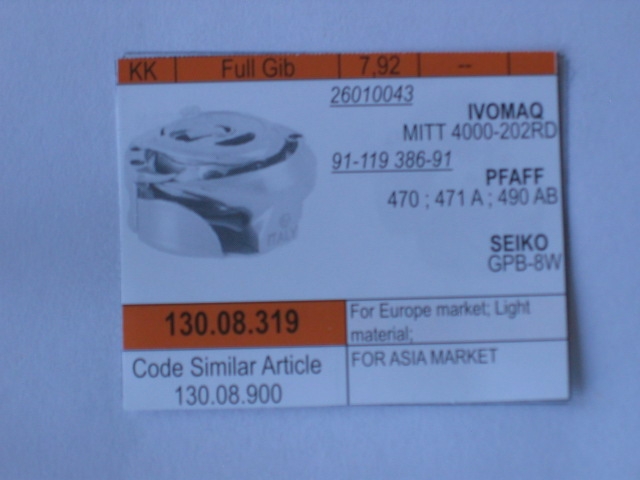 KK Full Gib 7,92 --
26010043
IVOMAQ
MITT 4000-202RD
91-119 386-91
PFAFF
470 ; 471 A ; 490 AB
SEIKO
GPB-8W
ITALY
130.08.319
For Europe market; Light
material;
Code Similar Article
130.08.900
FOR ASIA MARKET